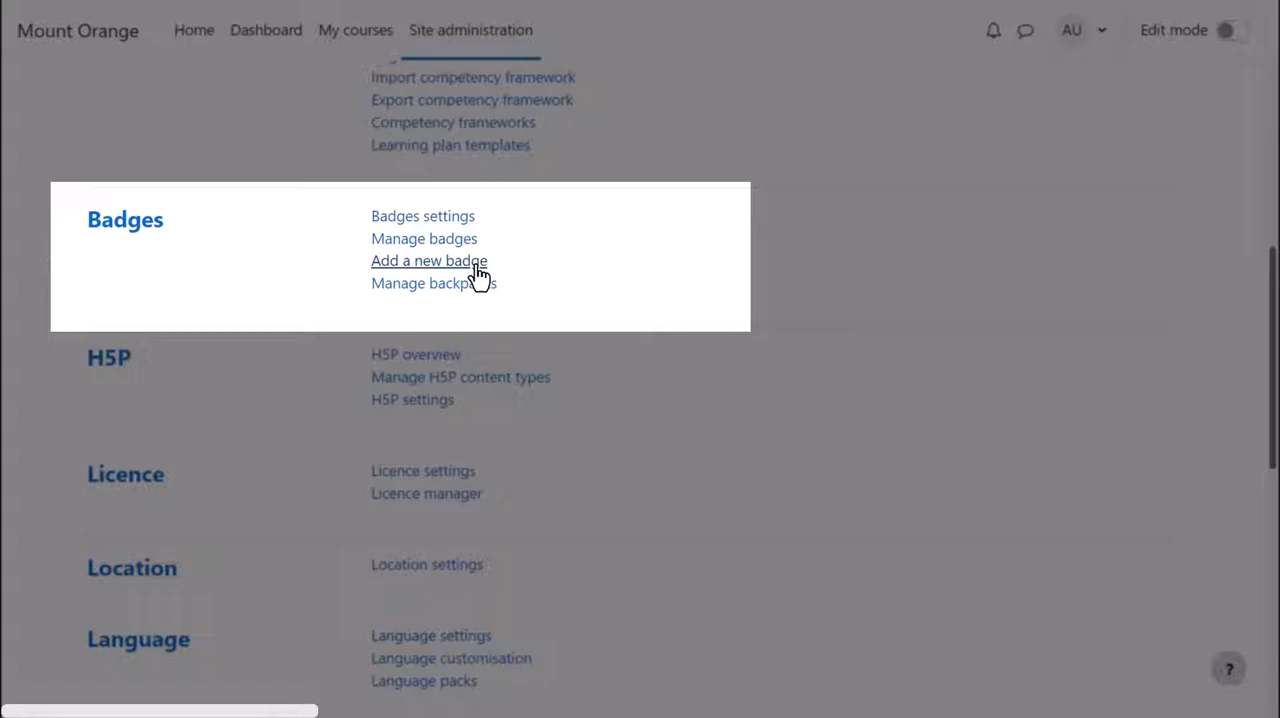 Mount Orange Home Dashboard My courses Site administration AU Edit mode
Import competency framework
Export competency framework
Competency frameworks
Learning plan templates
Badges
Badges settings
Manage badges
Add a new badge
Manage
H5P
H5P overview
Manage H5P content types
H5P settings
Licence
Licence settings
Licence manager
Location
Location settings
Language
Language settings
Language customisation
Language packs
?